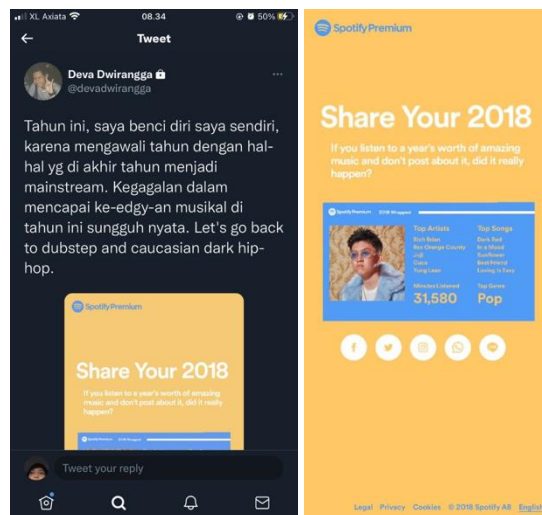 XL Axiata
08.34
50%
Tweet
Deva Dwirangga
@devadwirangga
Tahun ini, saya benci diri saya sendiri,
karena mengawali tahun dengan hal-
hal yg di akhir tahun menjadi
mainstream. Kegagalan dalam
mencapai ke-edgy-an musikal di
tahun ini sungguh nyata. Let's go back
to dubstep and caucasian dark hip-
hop.
Spotify Premium
Share Your 2018
If you listen to a year's worth of amazing
music and don't post about it, did it really
happen?
Tweet your reply
Spotify Premium
Share Your 2018
If you listen to a year's worth of amazing
music and don't post about it, did it really
happen?
Spotify Premium
2018 Wrapped
Top Artists
Rich Brian
Rex Orange County
Joji
Cuco
Yung Lean
Top Songs
Dark Red
In a Mood
Sunflower
Best Friend
Loving Is Easy
Minutes Listened
31,580
Top Genre
Pop
Legal Privacy Cookies © 2018 Spotify AB English